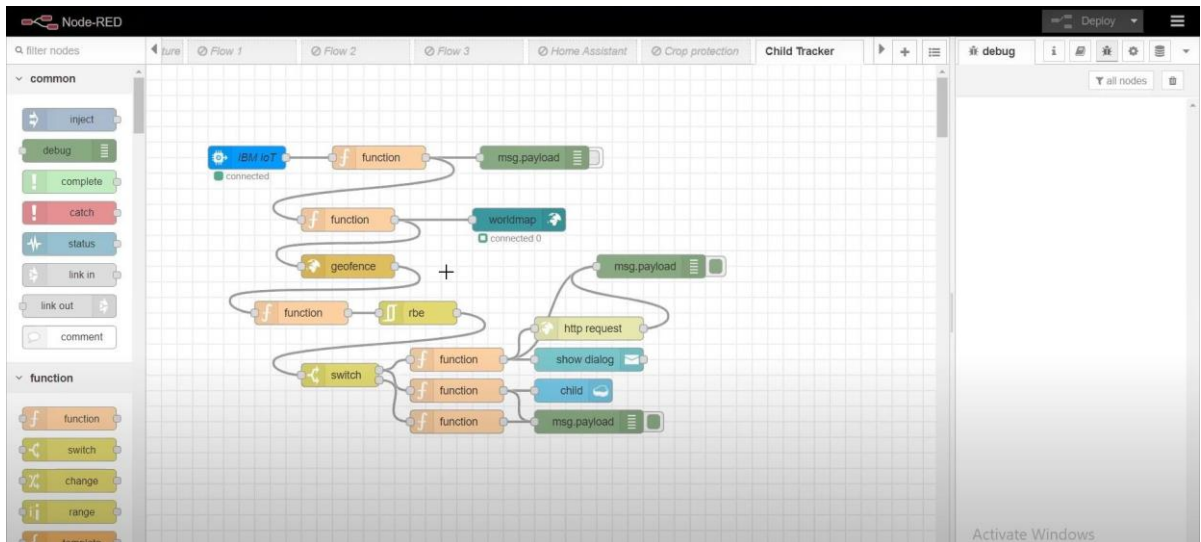 Node-RED
Deploy
filter nodes
ture
Flow 1
Flow 2
Flow 3
Home Assistant
Crop protection
Child Tracker
debug
i
all nodes
common
inject
debug
complete
catch
status
link in
link out
comment
function
function
switch
change
range
template
IBM IoT
connected
function
msg.payload
function
worldmap
connected 0
geofence
msg.payload
function
rbe
http request
function
show dialog
switch
function
child
function
msg.payload
Activate Windows